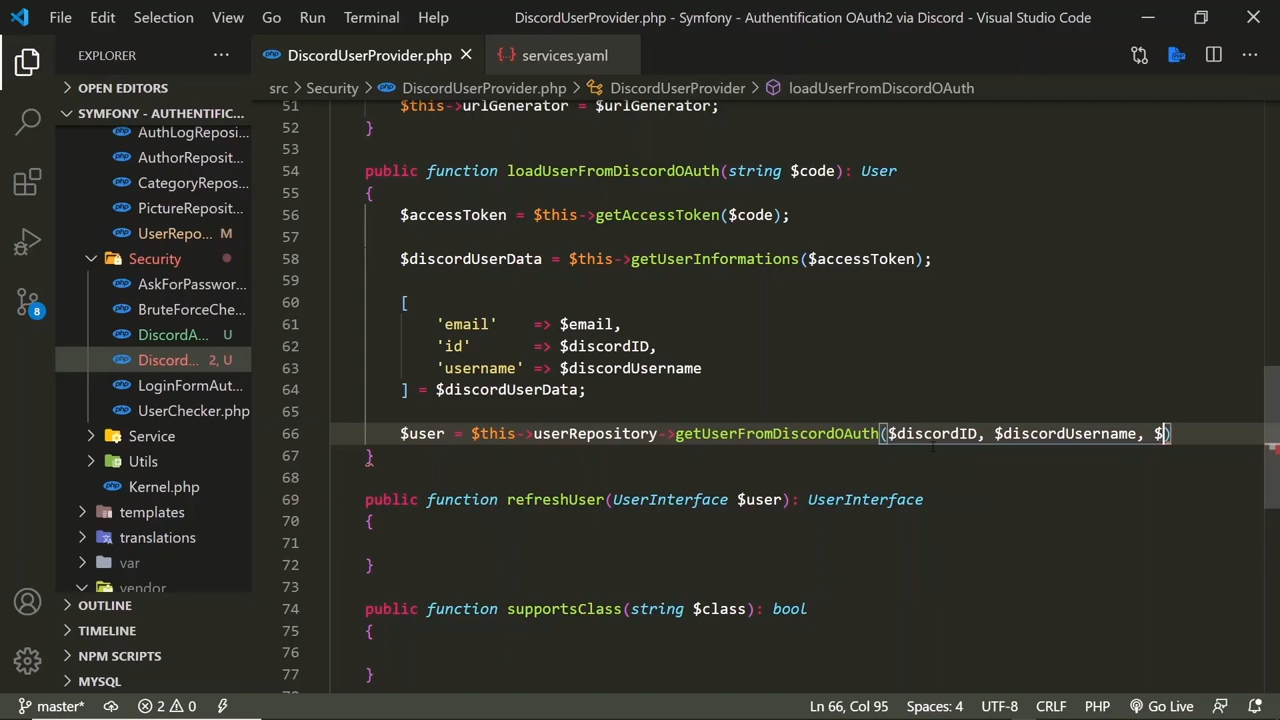 File Edit Selection View Go Run Terminal Help DiscordUserProvider.php - Symfony - Authentification OAuth2 via Discord - Visual Studio Code
EXPLORER ···
DiscordUserProvider.php
services.yaml
src > Security > DiscordUserProvider.php > DiscordUserProvider > loadUserFromDiscordOAuth
OPEN EDITORS
SYMFONY - AUTHENTIFIC...
AuthLogReposi...
AuthorReposit...
CategoryRepos...
PictureReposit...
UserRepo... M
Security
AskForPasswor...
BruteForceChe...
DiscordA... U
Discord... 2, U
LoginFormAut...
UserChecker.php
Service
Utils
Kernel.php
templates
translations
var
vendor
OUTLINE
TIMELINE
NPM SCRIPTS
MYSQL
8
51 $this->urlGenerator = $urlGenerator;
52 }
53
54 public function loadUserFromDiscordOAuth(string $code): User
55 {
56 $accessToken = $this->getAccessToken($code);
57
58 $discordUserData = $this->getUserInformations($accessToken);
59
60 [
61 'email' => $email,
62 'id' => $discordID,
63 'username' => $discordUsername
64 ] = $discordUserData;
65
66 $user = $this->userRepository->getUserFromDiscordOAuth($discordID, $discordUsername, $)
67 }
68
69 public function refreshUser(UserInterface $user): UserInterface
70 {
71
72 }
73
74 public function supportsClass(string $class): bool
75 {
76
77 }
master* 2 0 Ln 66, Col 95 Spaces: 4 UTF-8 CRLF PHP Go Live